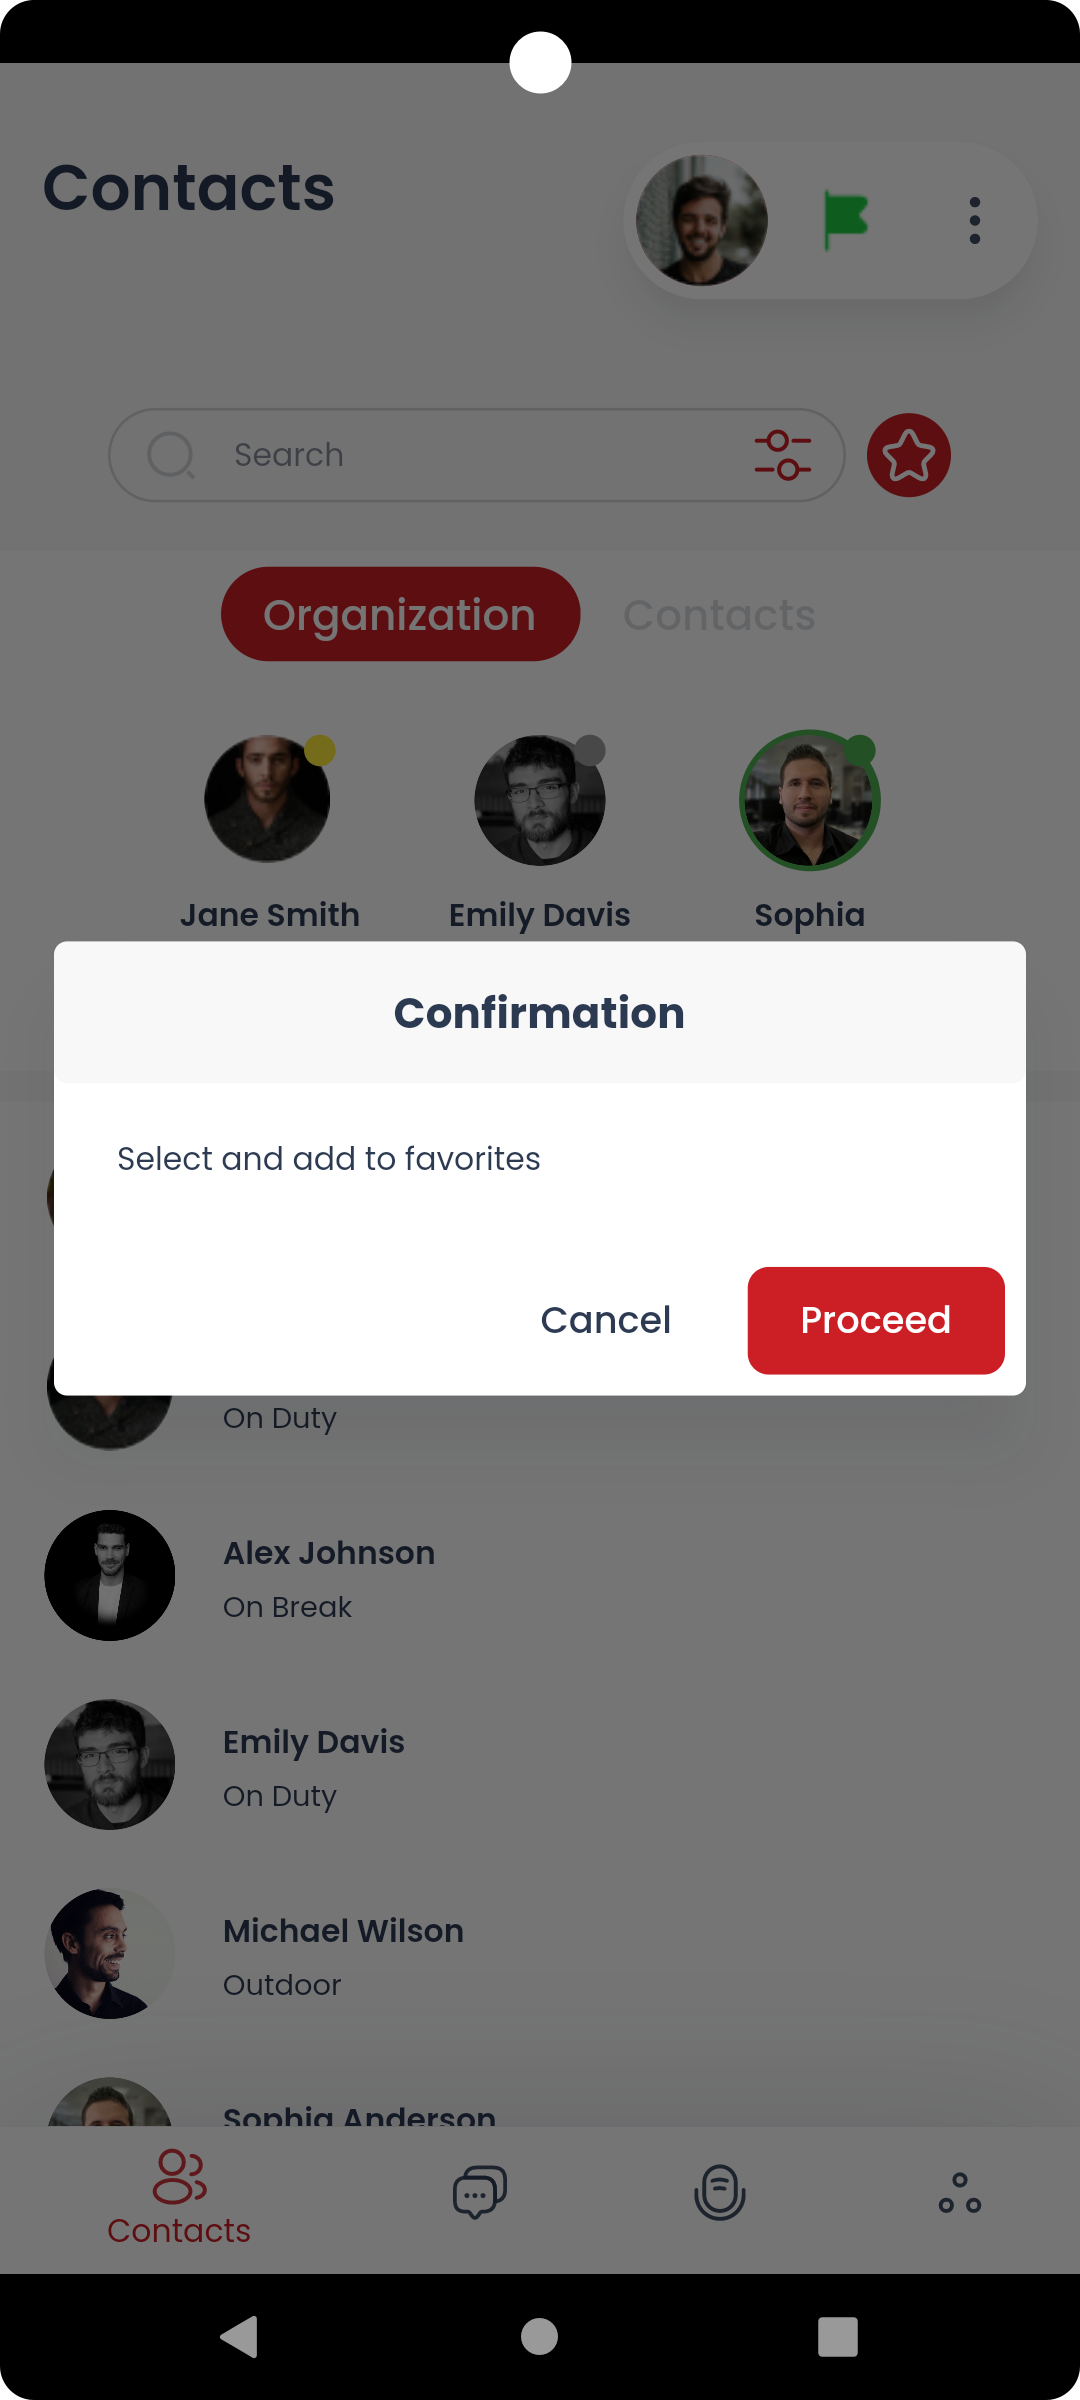 Contacts
Search
Organization
Contacts
Jane Smith
Emily Davis
Sophia
Confirmation
Select and add to favorites
Cancel
Proceed
On Duty
Alex Johnson
On Break
Emily Davis
On Duty
Michael Wilson
Outdoor
Sophia Anderson
Contacts